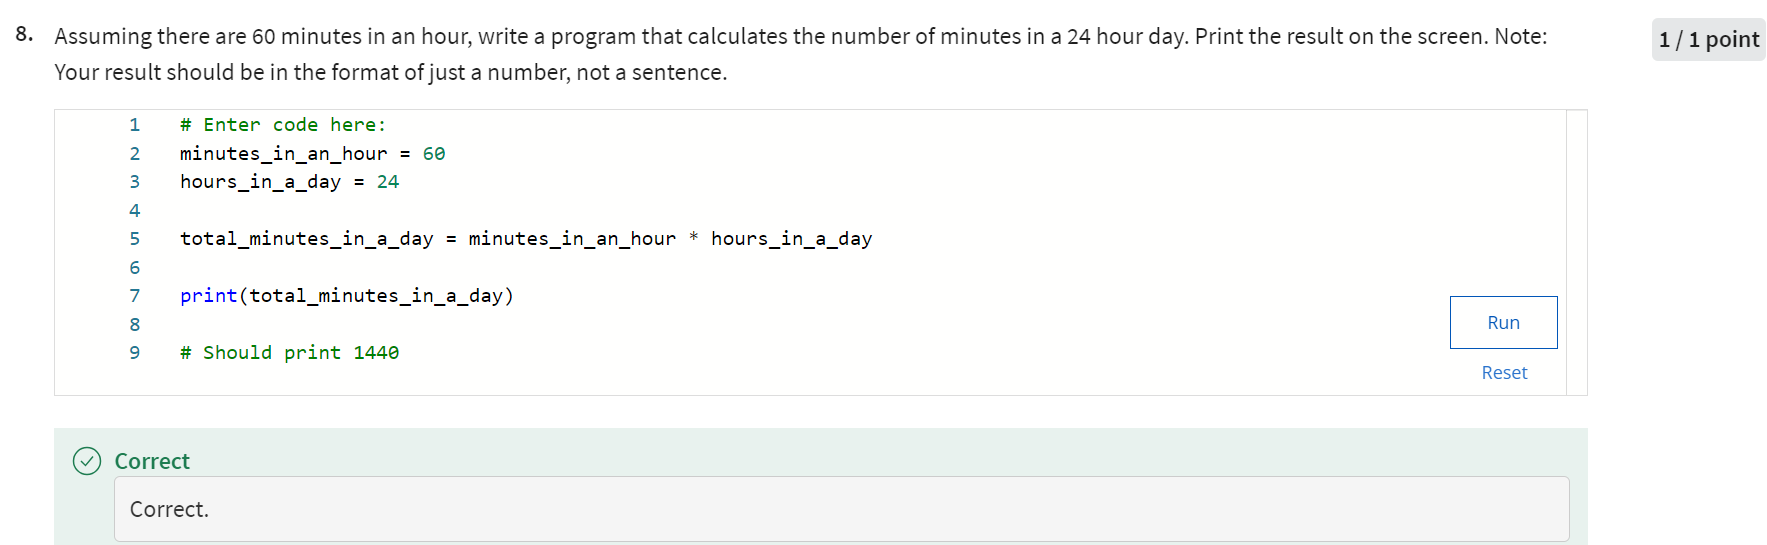 8. Assuming there are 60 minutes in an hour, write a program that calculates the number of minutes in a 24 hour day. Print the result on the screen. Note:
Your result should be in the format of just a number, not a sentence.
1 / 1 point
1 # Enter code here:
2 minutes_in_an_hour = 60
3 hours_in_a_day = 24
4
5 total_minutes_in_a_day = minutes_in_an_hour * hours_in_a_day
6
7 print(total_minutes_in_a_day)
8
9 # Should print 1440
Run
Reset
Correct
Correct.